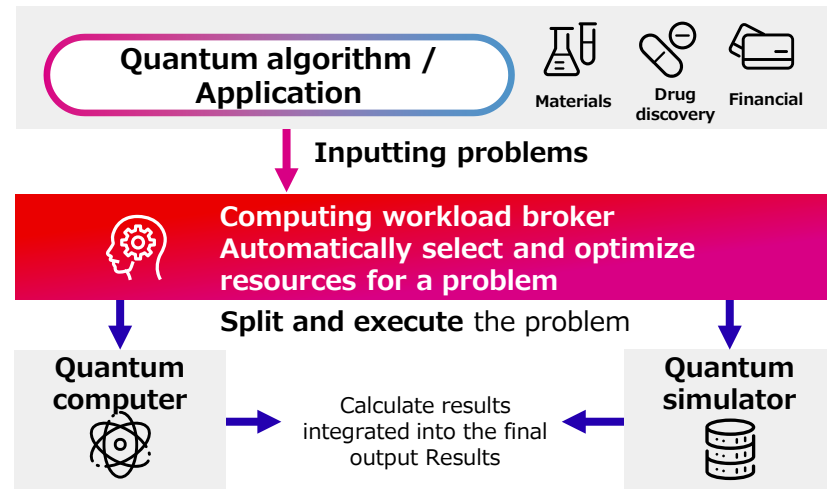 Quantum algorithm /
Application
Materials
Drug
discovery
Financial
Inputting problems
Computing workload broker
Automatically select and optimize
resources for a problem
Split and execute the problem
Quantum
computer
Calculate results
integrated into the final
output Results
Quantum
simulator